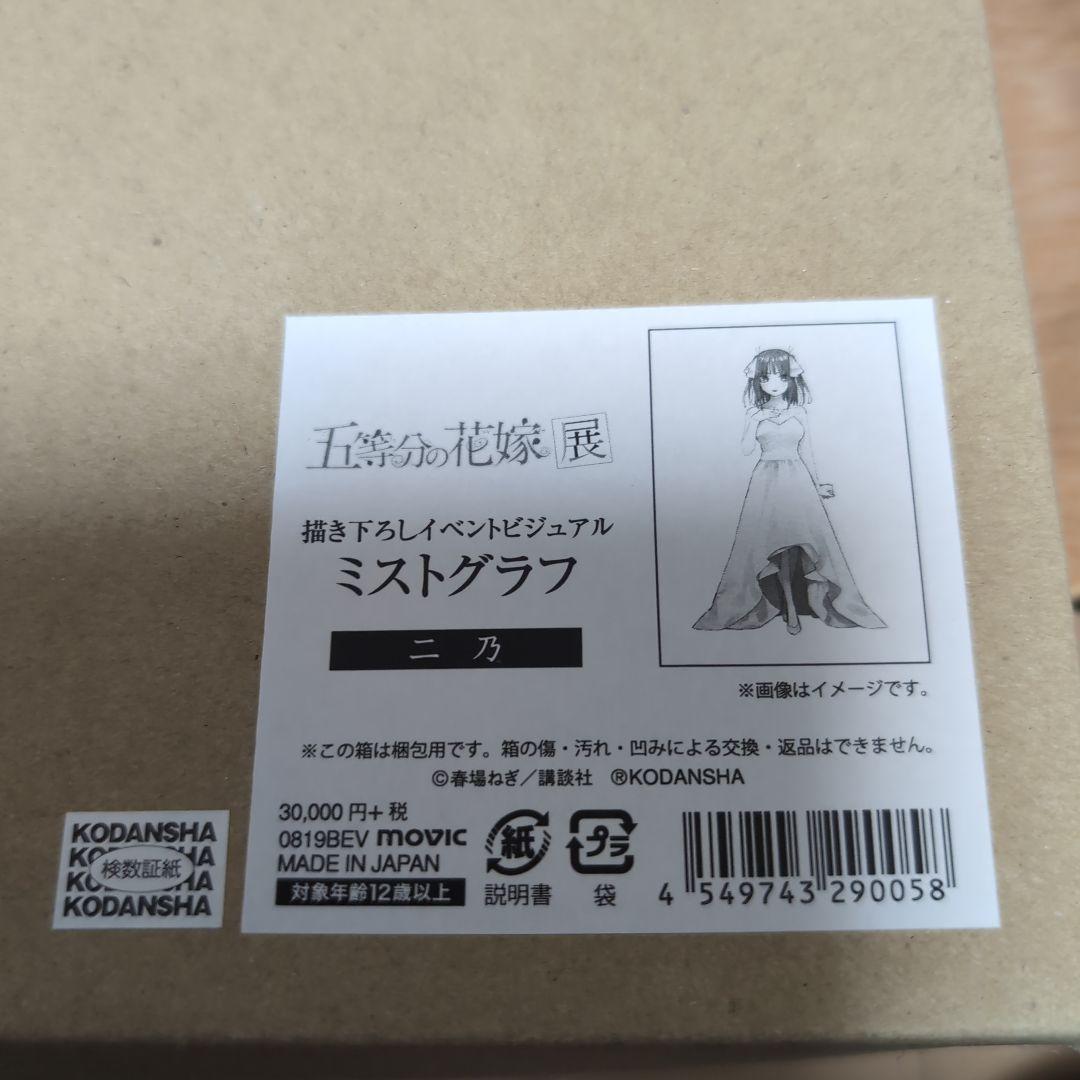 五等分の花嫁 展
描き下ろしイベントビジュアル
ミストグラフ
二乃
※画像はイメージです。
※この箱は梱包用です。箱の傷・汚れ・凹みによる交換・返品はできません。
©春場ねぎ／講談社 ®KODANSHA
30,000円+税
0819BEV movic
MADE IN JAPAN
対象年齢12歳以上
紙
説明書
プラ
袋
4 549743 290058
KODANSHA
KODANSHA
検数証紙
KODANSHA
KODANSHA